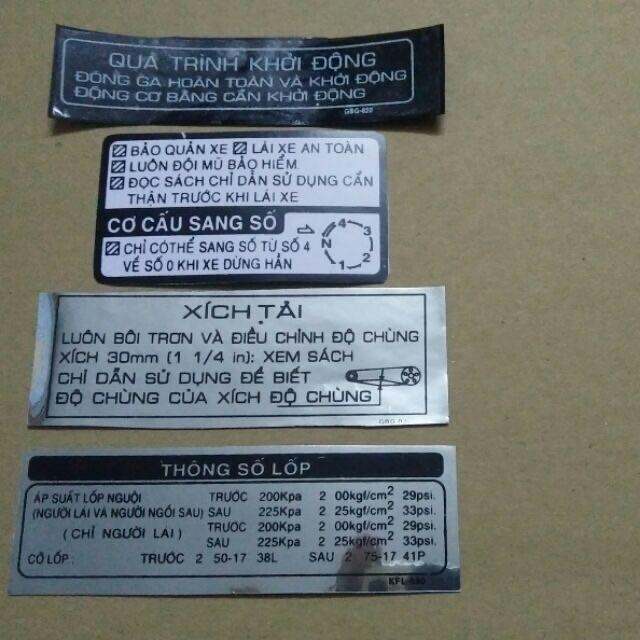 QUÁ TRÌNH KHỞI ĐỘNG
ĐÓNG GA HOÀN TOÀN VÀ KHỞI ĐỘNG
ĐỘNG CƠ BẰNG CẦN KHỞI ĐỘNG
GBG-820
BẢO QUẢN XE LÁI XE AN TOÀN
LUÔN ĐỘI MŨ BẢO HIỂM
ĐỌC SÁCH CHỈ DẪN SỬ DỤNG CẨN
THẬN TRƯỚC KHI LÁI XE
CƠ CẤU SANG SỐ
CHỈ CÓTHỂ SANG SỐ TỪ SỐ 4
VỀ SỐ 0 KHI XE DỪNG HẲN
N 4 3 2 1
XÍCH TẢI
LUÔN BÔI TRƠN VÀ ĐIỀU CHỈNH ĐỘ CHÙNG
XÍCH 30mm (1 1/4 in): XEM SÁCH
CHỈ DẪN SỬ DỤNG ĐỂ BIẾT
ĐỘ CHÙNG CỦA XÍCH ĐỘ CHÙNG
THÔNG SỐ LỐP
ÁP SUẤT LỐP NGUỘI TRƯỚC 200Kpa 2 00kgf/cm2 29psi.
(NGƯỜI LÁI VÀ NGƯỜI NGỒI SAU) SAU 225Kpa 2 25kgf/cm2 33psi.
(CHỈ NGƯỜI LÁI) TRƯỚC 200Kpa 2 00kgf/cm2 29psi.
SAU 225Kpa 2 25kgf/cm2 33psi.
CỠ LỐP: TRƯỚC 2 50-17 38L SAU 2 75-17 41P